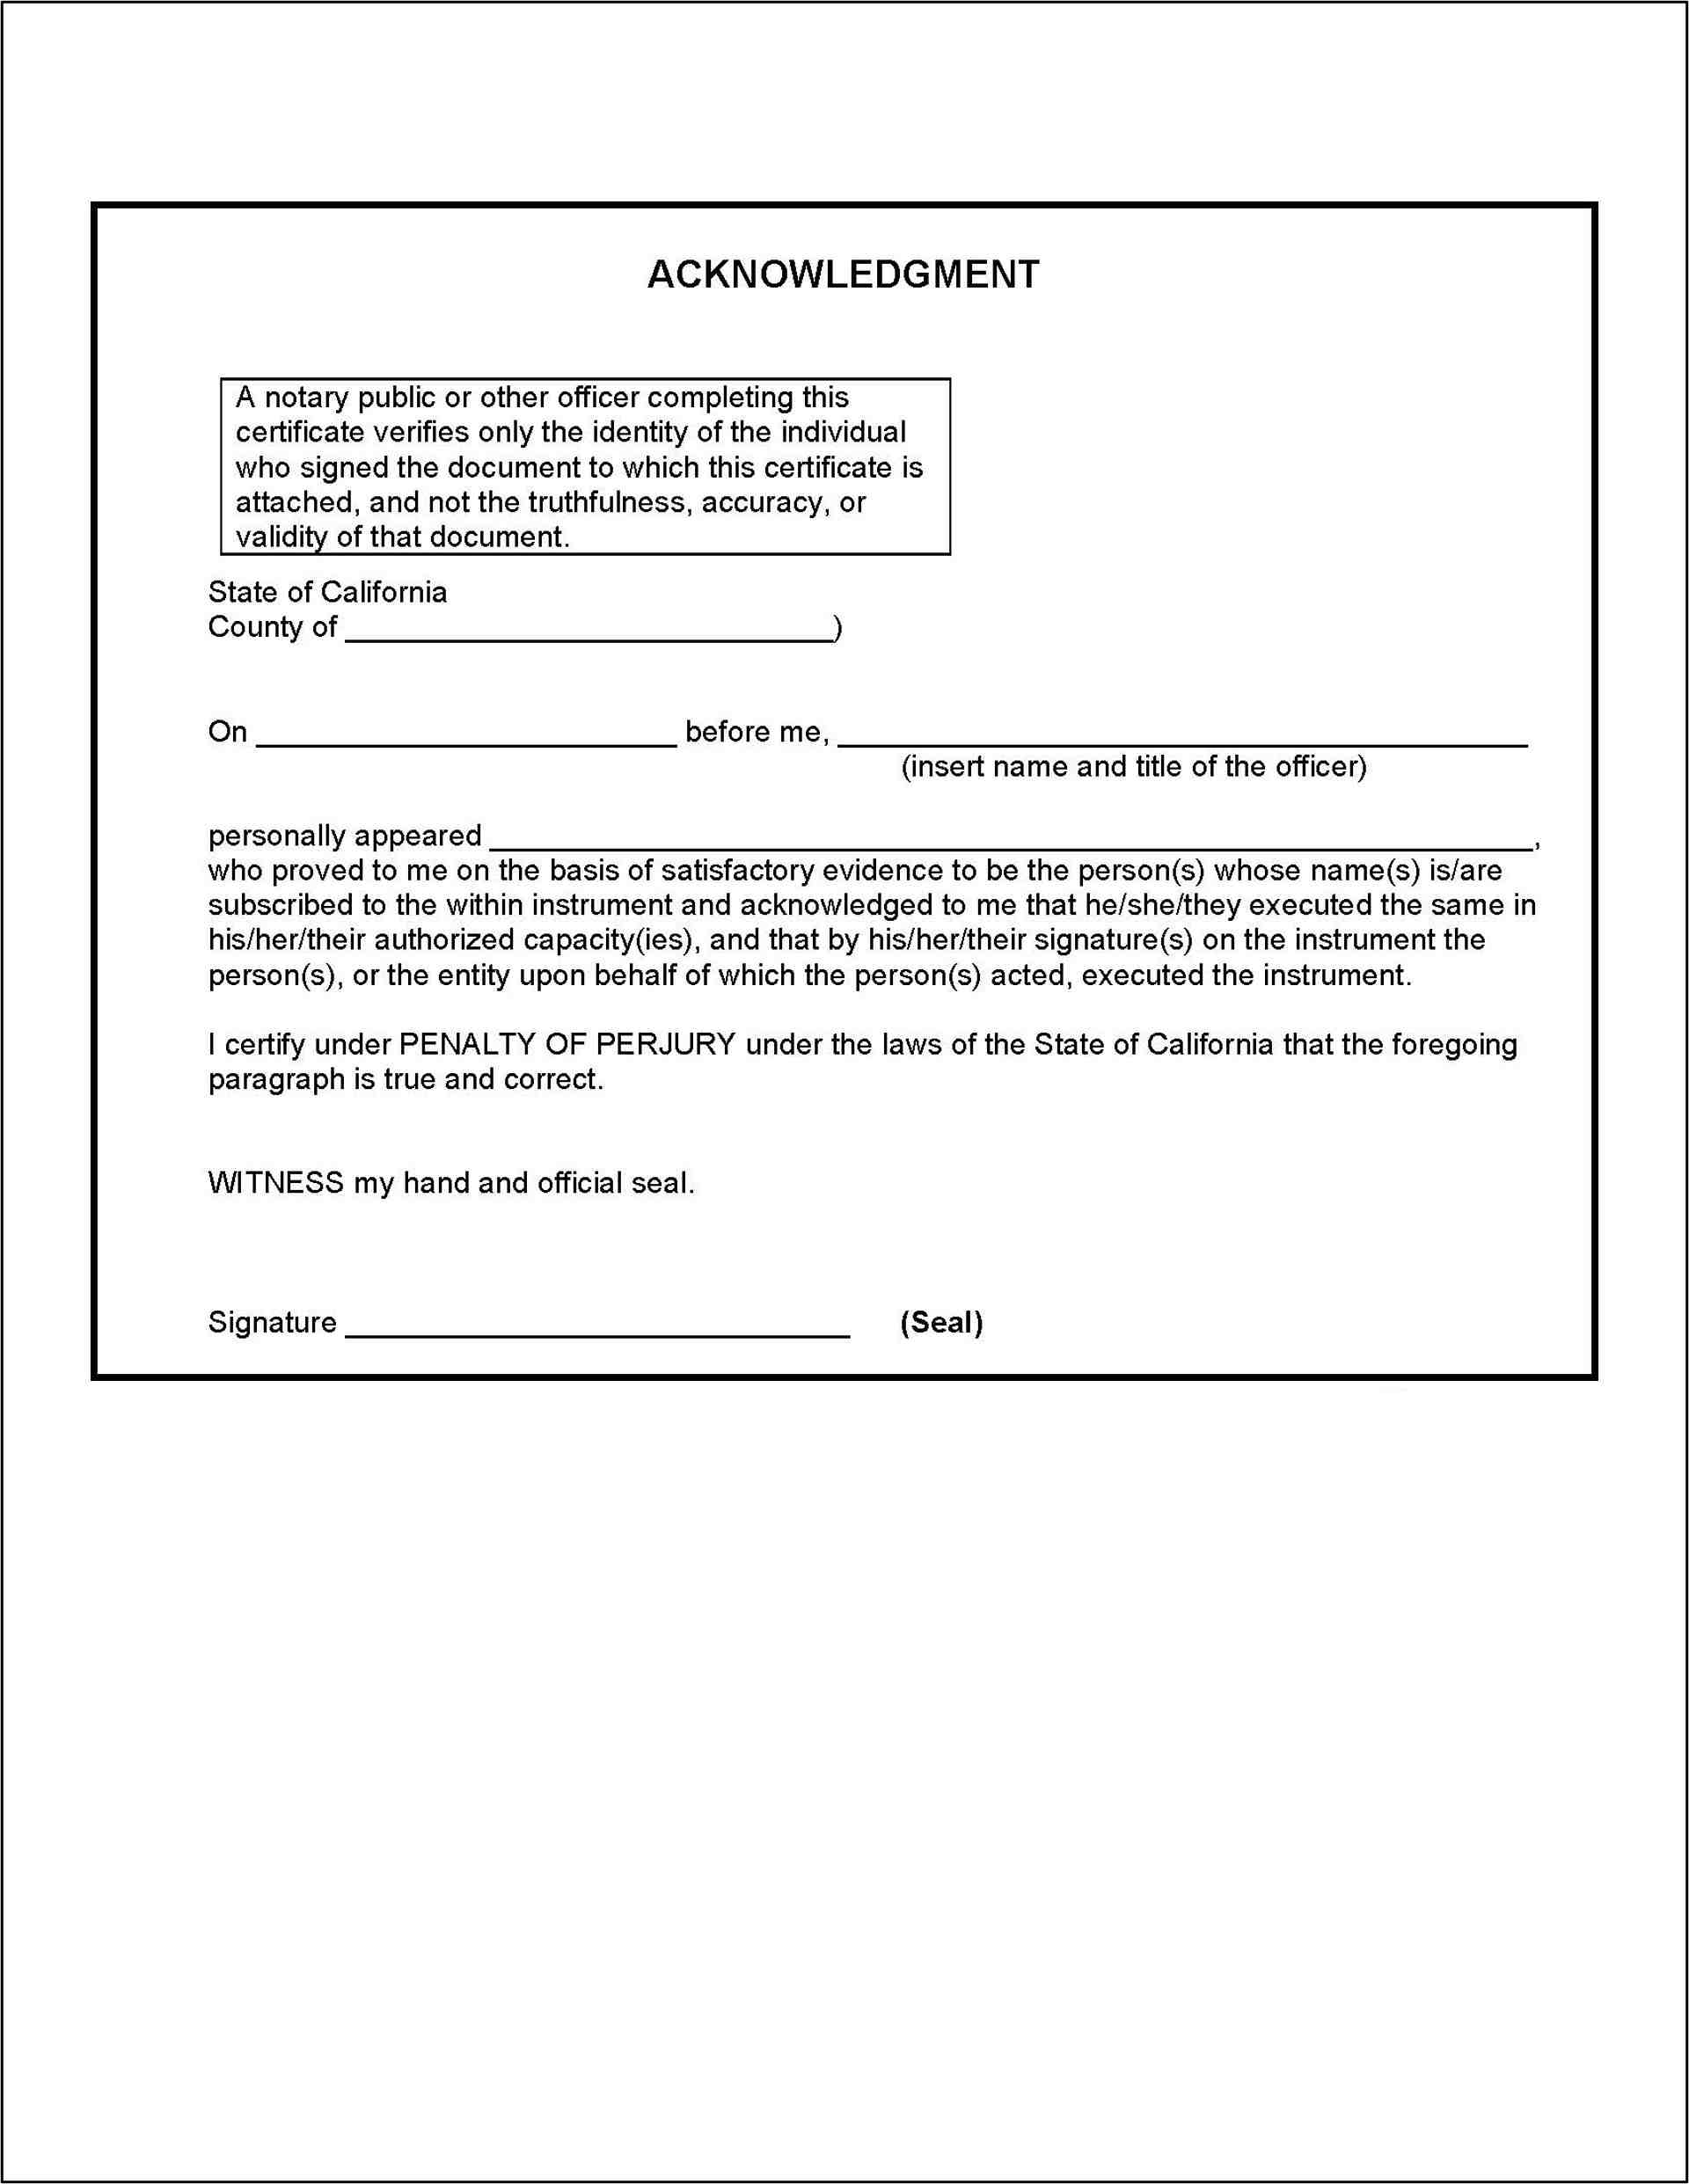 ACKNOWLEDGMENT
A notary public or other officer completing this
certificate verifies only the identity of the individual
who signed the document to which this certificate is
attached, and not the truthfulness, accuracy, or
validity of that document.
State of California
County of ____________________________)
On ________________________ before me, ________________________________________
(insert name and title of the officer)
personally appeared ____________________________________________________________,
who proved to me on the basis of satisfactory evidence to be the person(s) whose name(s) is/are
subscribed to the within instrument and acknowledged to me that he/she/they executed the same in
his/her/their authorized capacity(ies), and that by his/her/their signature(s) on the instrument the
person(s), or the entity upon behalf of which the person(s) acted, executed the instrument.
I certify under PENALTY OF PERJURY under the laws of the State of California that the foregoing
paragraph is true and correct.
WITNESS my hand and official seal.
Signature _____________________________ (Seal)